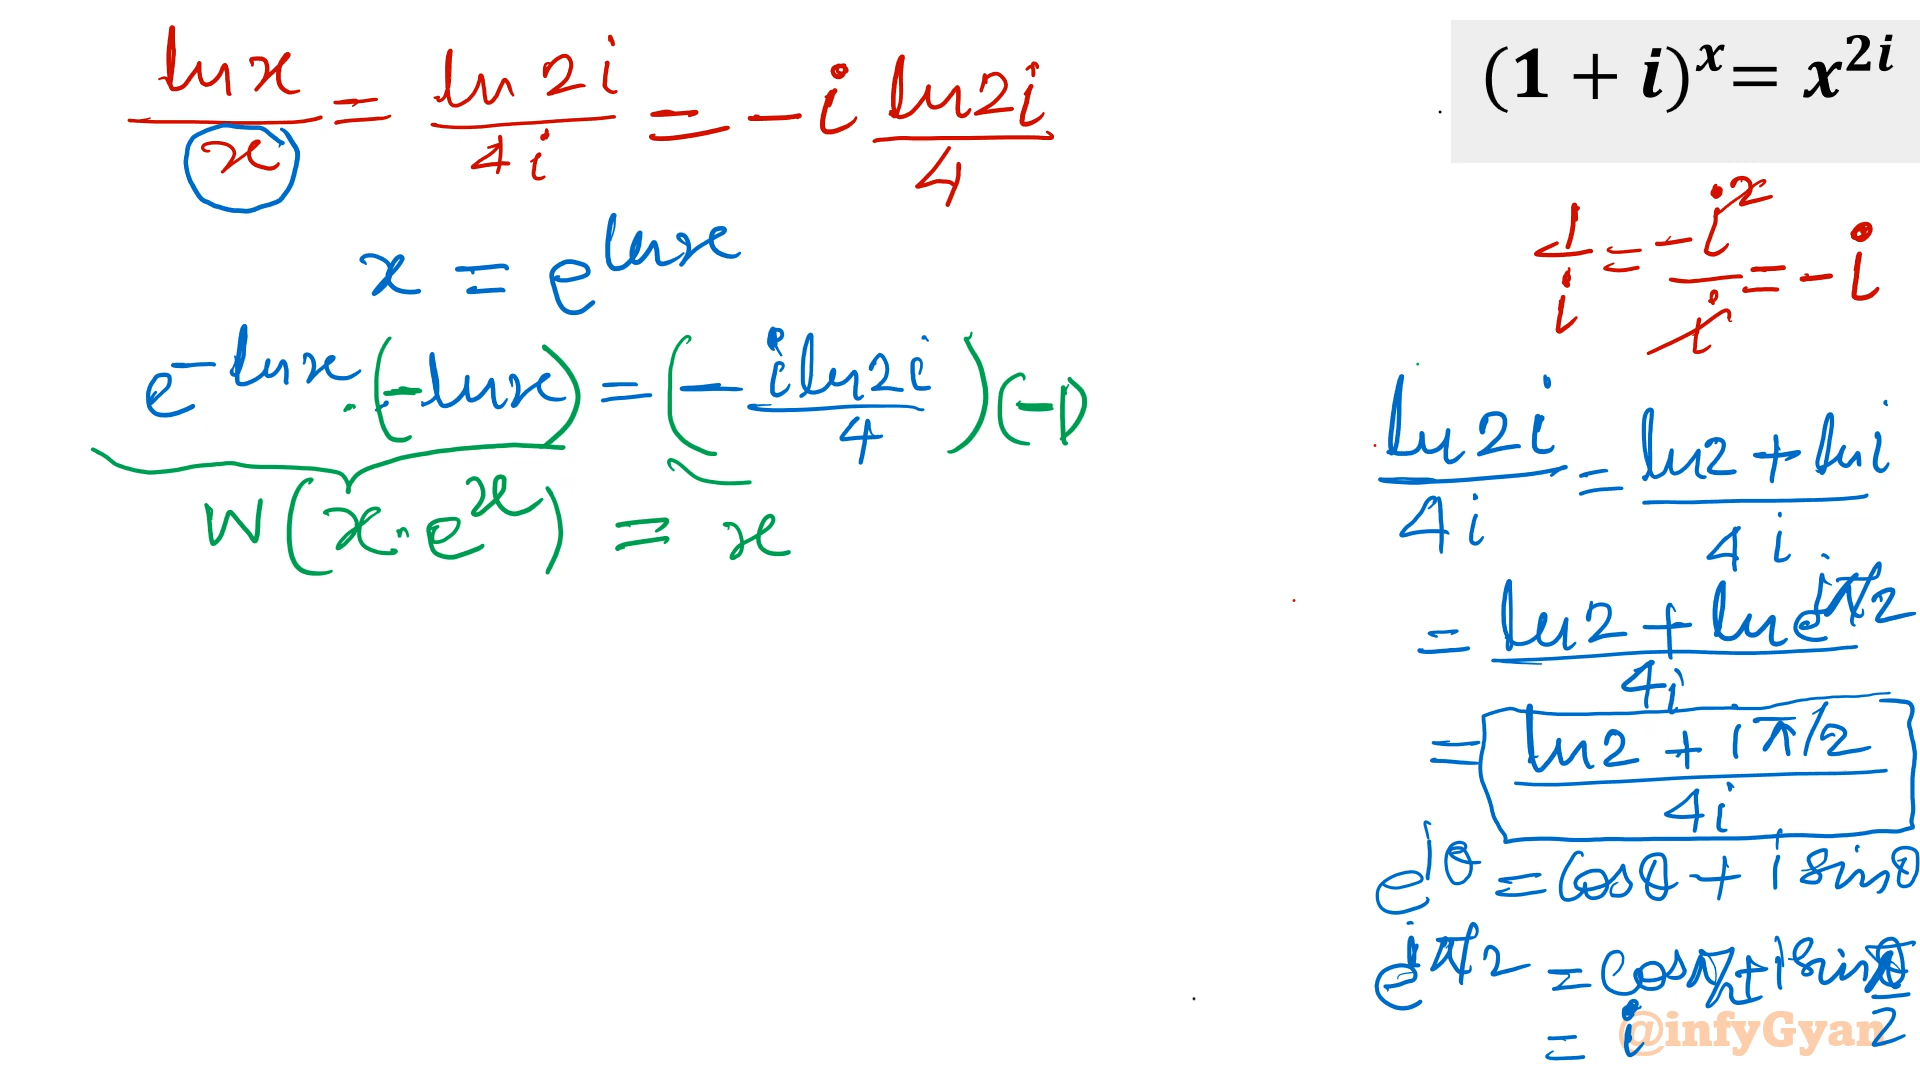 (1 + i)^x = x^{2i}
ln x / x = ln 2i / 4i = -i ln 2i / 4
x = e^{ln x}
e^{-ln x} · (-ln x) = (- i ln 2i / 4) (-1)
W(x · e^x) = x
1/i = -i^2 / i = -i
ln 2i / 4i = ln 2 + ln i / 4i
= ln 2 + ln e^{iπ/2} / 4i
= ln 2 + iπ/2 / 4i
e^{iθ} = cosθ + i sinθ
e^{iπ/2} = cos π/2 + i sin π/2
= i
@infyGyan